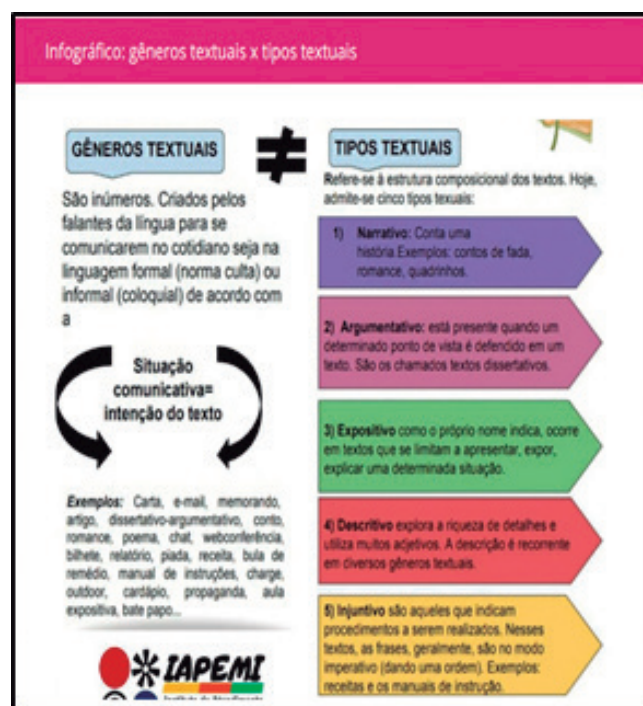 Infográfico: gêneros textuais x tipos textuais
GÊNEROS TEXTUAIS
≠
TIPOS TEXTUAIS
São inúmeros. Criados pelos
falantes da língua para se
comunicarem no cotidiano seja na
linguagem formal (norma culta) ou
informal (coloquial) de acordo com
a
Situação
comunicativa=
intenção do texto
Exemplos: Carta, e-mail, memorando,
artigo, dissertativo-argumentativo, conto,
romance, poema, chat, webconferência,
bilhete, relatório, piada, receita, bula de
remédio, manual de instruções, charge,
outdoor, cardápio, propaganda, aula
expositiva, bate papo...
IAPEMI
Refere-se à estrutura composicional dos textos. Hoje,
admite-se cinco tipos texuais:
1) Narrativo: Conta uma
história.Exemplos: contos de fada,
romance, quadrinhos.
2) Argumentativo: está presente quando um
determinado ponto de vista é defendido em um
texto. São os chamados textos dissertativos.
3) Expositivo como o próprio nome indica, ocorre
em textos que se limitam a apresentar, expor,
explicar uma determinada situação.
4) Descritivo explora a riqueza de detalhes e
utiliza muitos adjetivos. A descrição é recorrente
em diversos gêneros textuais.
5) Injuntivo são aqueles que indicam
procedimentos a serem realizados. Nesses
textos, as frases, geralmente, são no modo
imperativo (dando uma ordem). Exemplos:
receitas e os manuais de instrução.